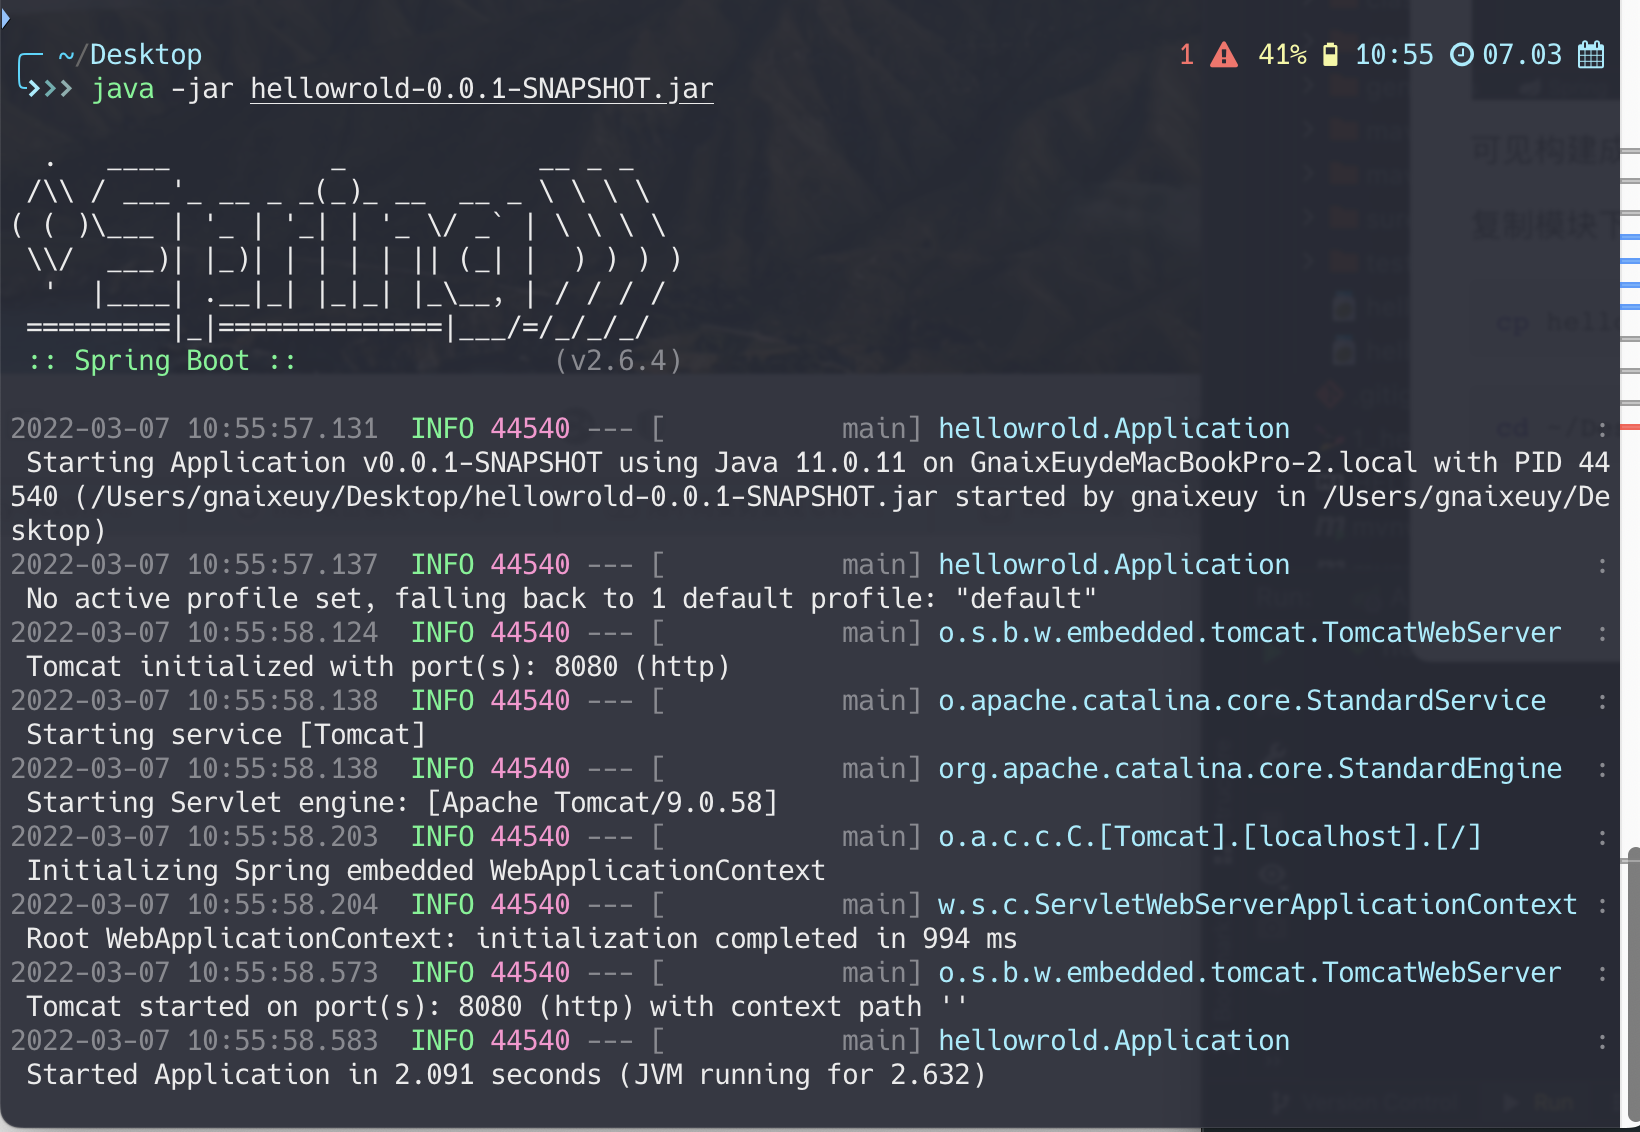 ~/Desktop 1 41% 10:55 07.03
java -jar hellowrold-0.0.1-SNAPSHOT.jar
  .   ____          _            __ _ _
 /\\ / ___'_ __ _ _(_)_ __  __ _ \ \ \ \
( ( )\___ | '_ | '_| | '_ \/ _` | \ \ \ \
 \\/  ___)| |_)| | | | | || (_| |  ) ) ) )
  '  |____| .__|_| |_|_| |_\__, | / / / /
 =========|_|==============|___/=/_/_/_/
 :: Spring Boot ::                (v2.6.4)
2022-03-07 10:55:57.131  INFO 44540 --- [           main] hellowrold.Application                   :
 Starting Application v0.0.1-SNAPSHOT using Java 11.0.11 on GnaixEuydeMacBookPro-2.local with PID 44
540 (/Users/gnaixeuy/Desktop/hellowrold-0.0.1-SNAPSHOT.jar started by gnaixeuy in /Users/gnaixeuy/De
sktop)
2022-03-07 10:55:57.137  INFO 44540 --- [           main] hellowrold.Application                   :
 No active profile set, falling back to 1 default profile: "default"
2022-03-07 10:55:58.124  INFO 44540 --- [           main] o.s.b.w.embedded.tomcat.TomcatWebServer  :
 Tomcat initialized with port(s): 8080 (http)
2022-03-07 10:55:58.138  INFO 44540 --- [           main] o.apache.catalina.core.StandardService   :
 Starting service [Tomcat]
2022-03-07 10:55:58.138  INFO 44540 --- [           main] org.apache.catalina.core.StandardEngine  :
 Starting Servlet engine: [Apache Tomcat/9.0.58]
2022-03-07 10:55:58.203  INFO 44540 --- [           main] o.a.c.c.C.[Tomcat].[localhost].[/]       :
 Initializing Spring embedded WebApplicationContext
2022-03-07 10:55:58.204  INFO 44540 --- [           main] w.s.c.ServletWebServerApplicationContext :
 Root WebApplicationContext: initialization completed in 994 ms
2022-03-07 10:55:58.573  INFO 44540 --- [           main] o.s.b.w.embedded.tomcat.TomcatWebServer  :
 Tomcat started on port(s): 8080 (http) with context path ''
2022-03-07 10:55:58.583  INFO 44540 --- [           main] hellowrold.Application                   :
 Started Application in 2.091 seconds (JVM running for 2.632)